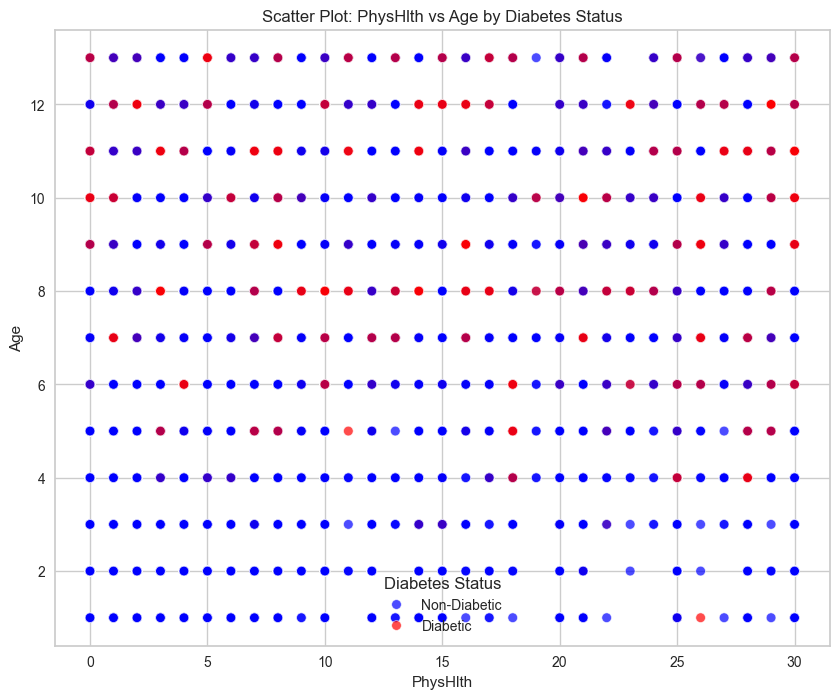 Scatter Plot: PhysHlth vs Age by Diabetes Status
12
10
8
6
4
2
Age
Diabetes Status
Non-Diabetic
Diabetic
0 5 10 15 20 25 30
PhysHlth